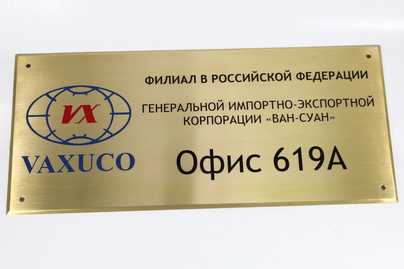 ФИЛИАЛ В РОССИЙСКОЙ ФЕДЕРАЦИИ
ГЕНЕРАЛЬНОЙ ИМПОРТНО-ЭКСПОРТНОЙ
КОРПОРАЦИИ «ВАН-СУАН»
VX
VAXUCO
Офис 619А